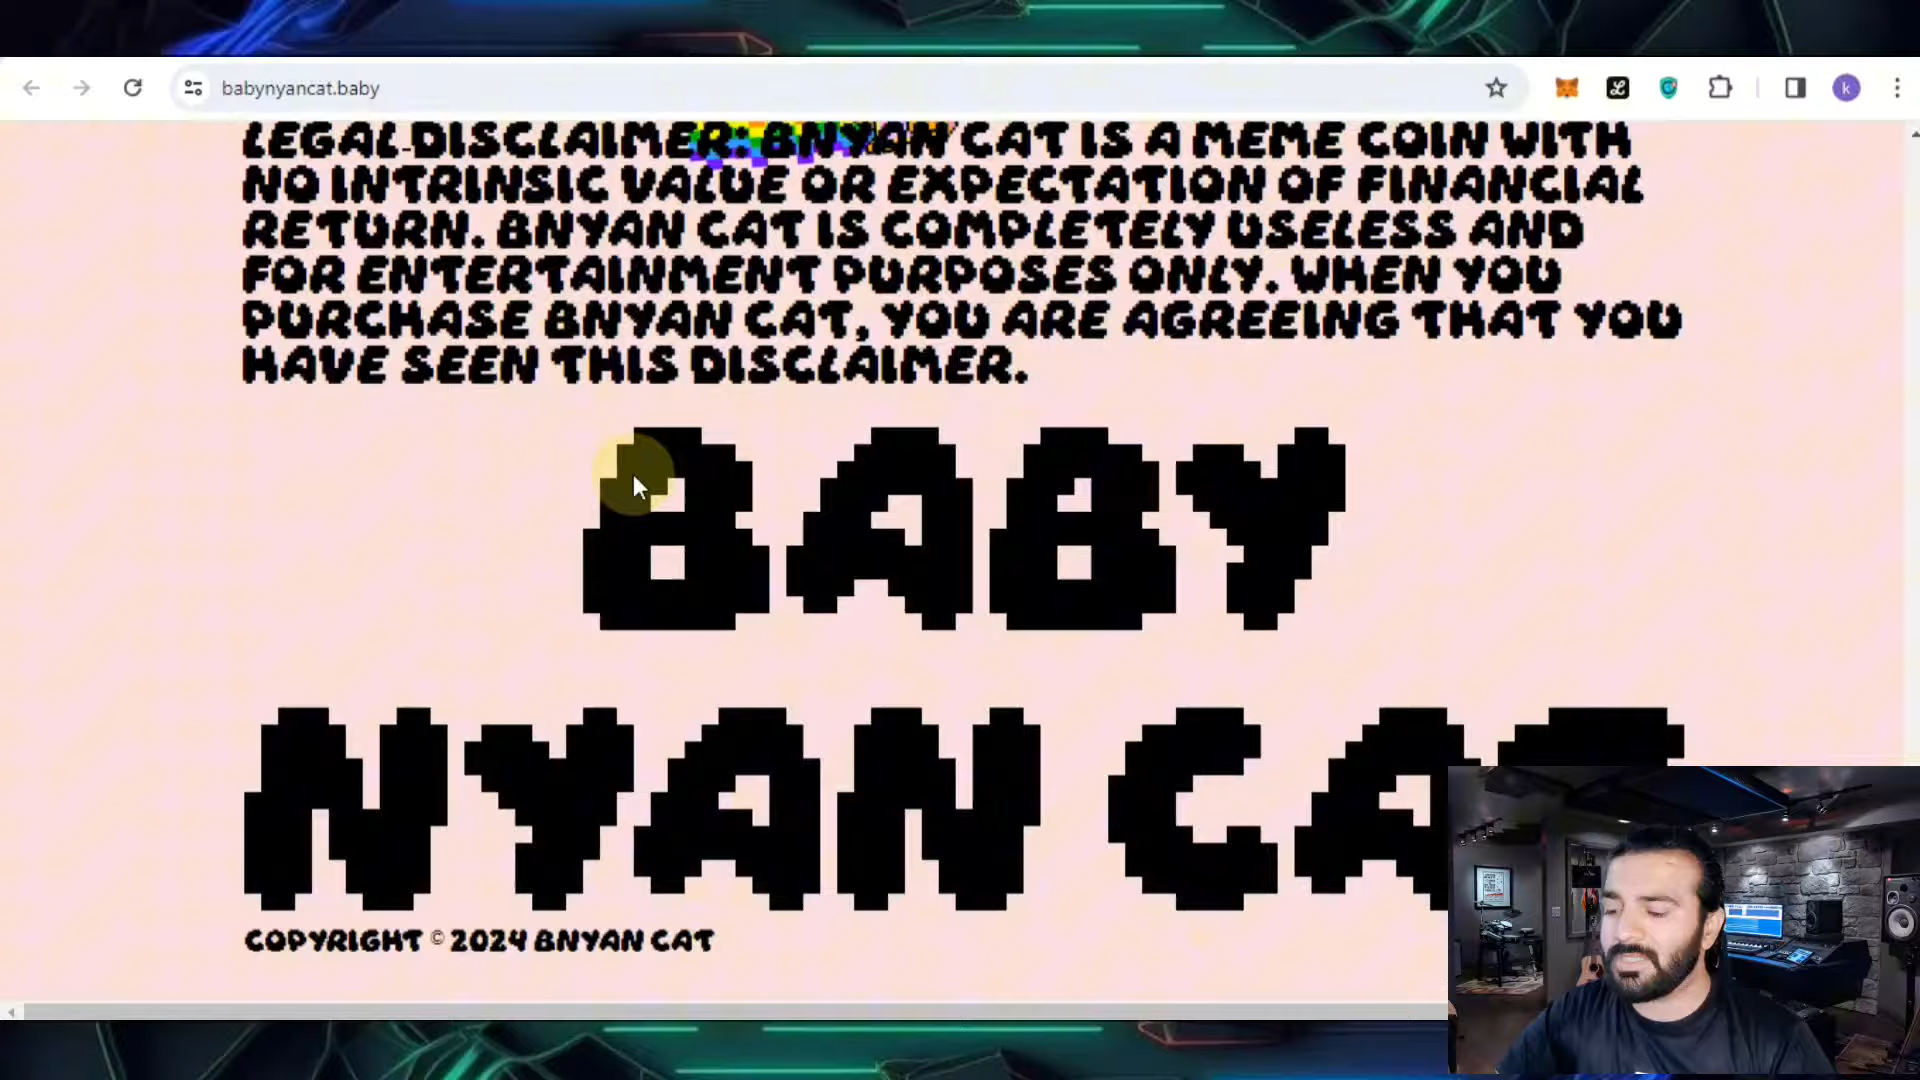 babynyancat.baby
k
LEGAL DISCLAIMER: BNYAN CAT IS A MEME COIN WITH
NO INTRINSIC VALUE OR EXPECTATION OF FINANCIAL
RETURN. BNYAN CAT IS COMPLETELY USELESS AND
FOR ENTERTAINMENT PURPOSES ONLY. WHEN YOU
PURCHASE BNYAN CAT, YOU ARE AGREEING THAT YOU
HAVE SEEN THIS DISCLAIMER.
BABY
NYAN CAT
COPYRIGHT © 2024 BNYAN CAT